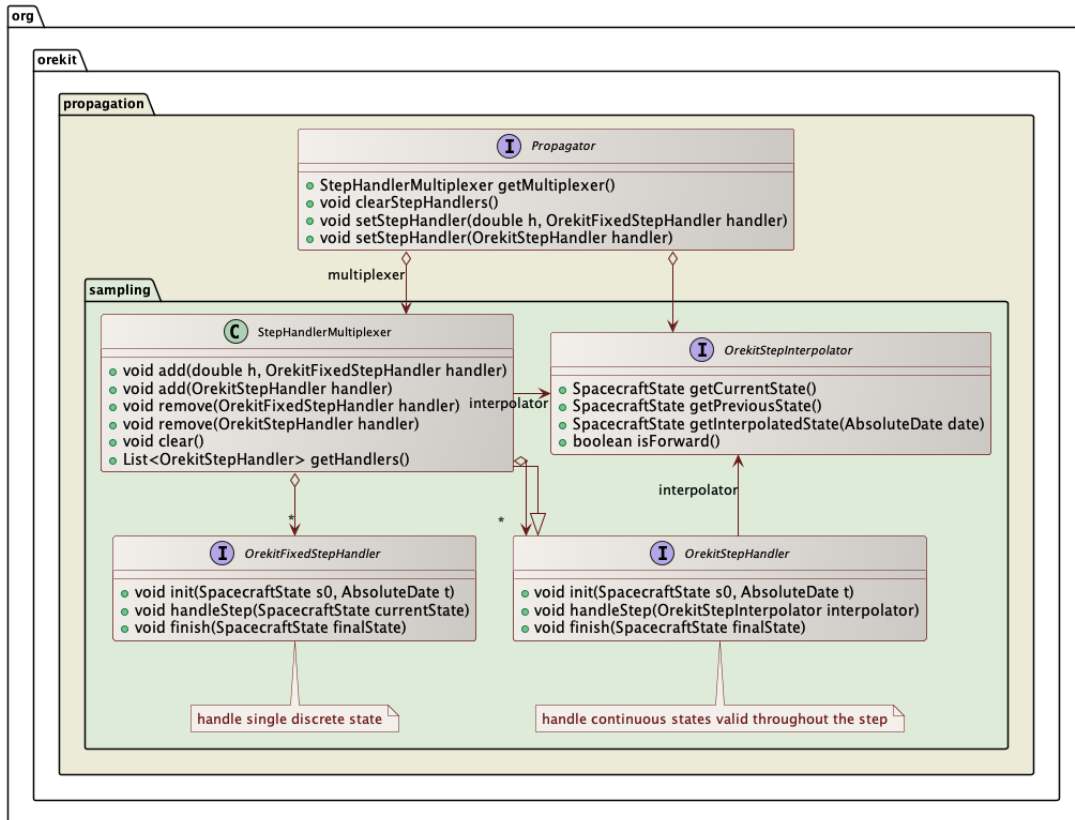 org
orekit
propagation
I Propagator
StepHandlerMultiplexer getMultiplexer()
void clearStepHandlers()
void setStepHandler(double h, OrekitFixedStepHandler handler)
void setStepHandler(OrekitStepHandler handler)
multiplexer
sampling
C StepHandlerMultiplexer
void add(double h, OrekitFixedStepHandler handler)
void add(OrekitStepHandler handler)
void remove(OrekitFixedStepHandler handler)
void remove(OrekitStepHandler handler)
void clear()
List<OrekitStepHandler> getHandlers()
interpolator
I OrekitStepInterpolator
SpacecraftState getCurrentState()
SpacecraftState getPreviousState()
SpacecraftState getInterpolatedState(AbsoluteDate date)
boolean isForward()
interpolator
*
*
I OrekitFixedStepHandler
void init(SpacecraftState s0, AbsoluteDate t)
void handleStep(SpacecraftState currentState)
void finish(SpacecraftState finalState)
I OrekitStepHandler
void init(SpacecraftState s0, AbsoluteDate t)
void handleStep(OrekitStepInterpolator interpolator)
void finish(SpacecraftState finalState)
handle single discrete state
handle continuous states valid throughout the step